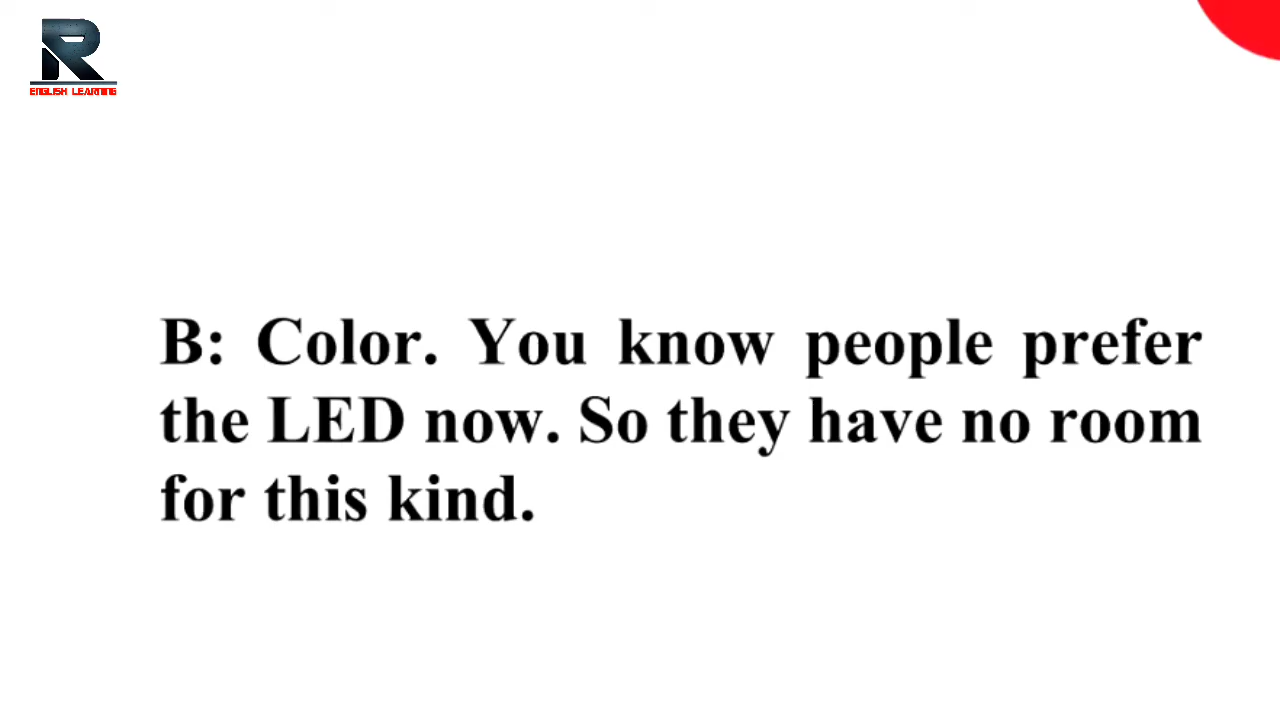 R
ENGLISH LEARNING
B: Color. You know people prefer
the LED now. So they have no room
for this kind.